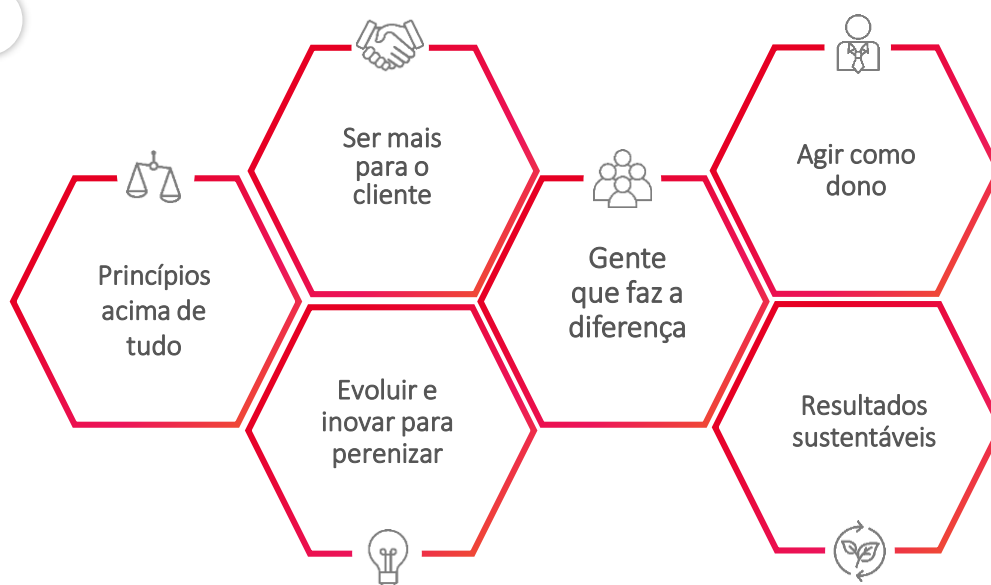 Princípios
acima de
tudo
Ser mais
para o
cliente
Evoluir e
inovar para
perenizar
Gente
que faz a
diferença
Agir como
dono
Resultados
sustentáveis